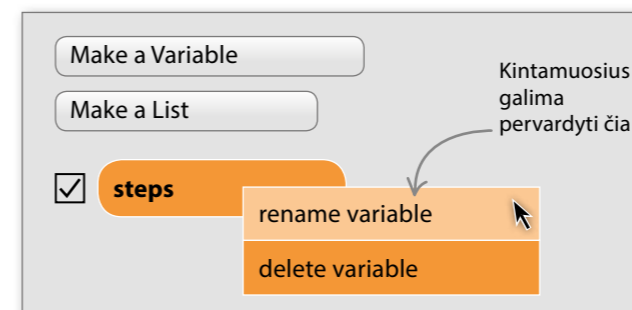 Make a Variable
Make a List
Kintamuosius
galima
pervardyti čia
steps
rename variable
delete variable